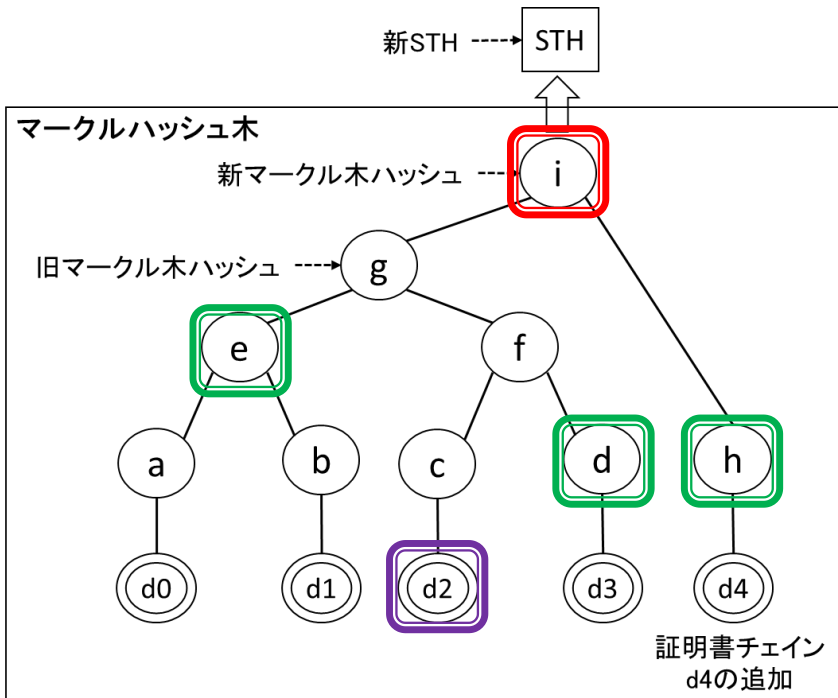 新STH
STH
マークルハッシュ木
新マークル木ハッシュ
i
旧マークル木ハッシュ
g
e
f
a
b
c
d
h
d0
d1
d2
d3
d4
証明書チェイン
d4の追加